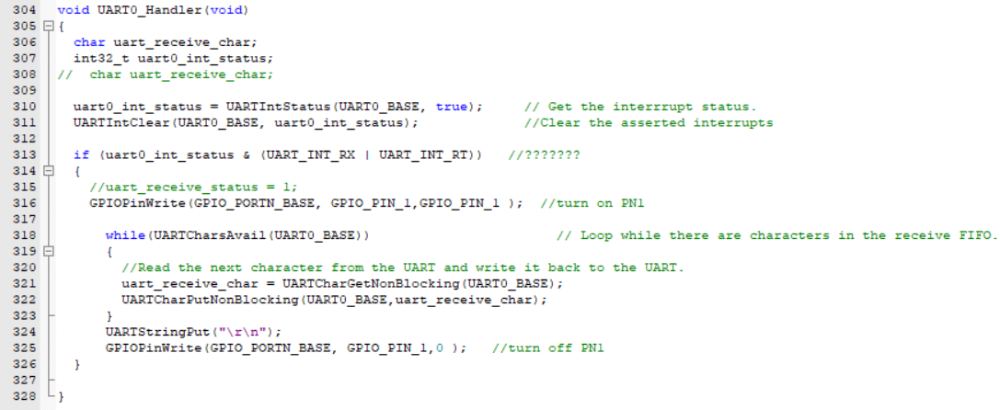 304 void UART0_Handler(void)
305 {
306 char uart_receive_char;
307 int32_t uart0_int_status;
308 // char uart_receive_char;
309
310 uart0_int_status = UARTIntStatus(UART0_BASE, true); // Get the interrrupt status.
311 UARTIntClear(UART0_BASE, uart0_int_status); //Clear the asserted interrupts
312
313 if (uart0_int_status & (UART_INT_RX | UART_INT_RT)) //???????
314 {
315 //uart_receive_status = 1;
316 GPIOPinWrite(GPIO_PORTN_BASE, GPIO_PIN_1,GPIO_PIN_1 ); //turn on PN1
317
318 while(UARTCharsAvail(UART0_BASE)) // Loop while there are characters in the receive FIFO.
319 {
320 //Read the next character from the UART and write it back to the UART.
321 uart_receive_char = UARTCharGetNonBlocking(UART0_BASE);
322 UARTCharPutNonBlocking(UART0_BASE,uart_receive_char);
323 }
324 UARTStringPut("\r\n");
325 GPIOPinWrite(GPIO_PORTN_BASE, GPIO_PIN_1,0 ); //turn off PN1
326 }
327
328 }